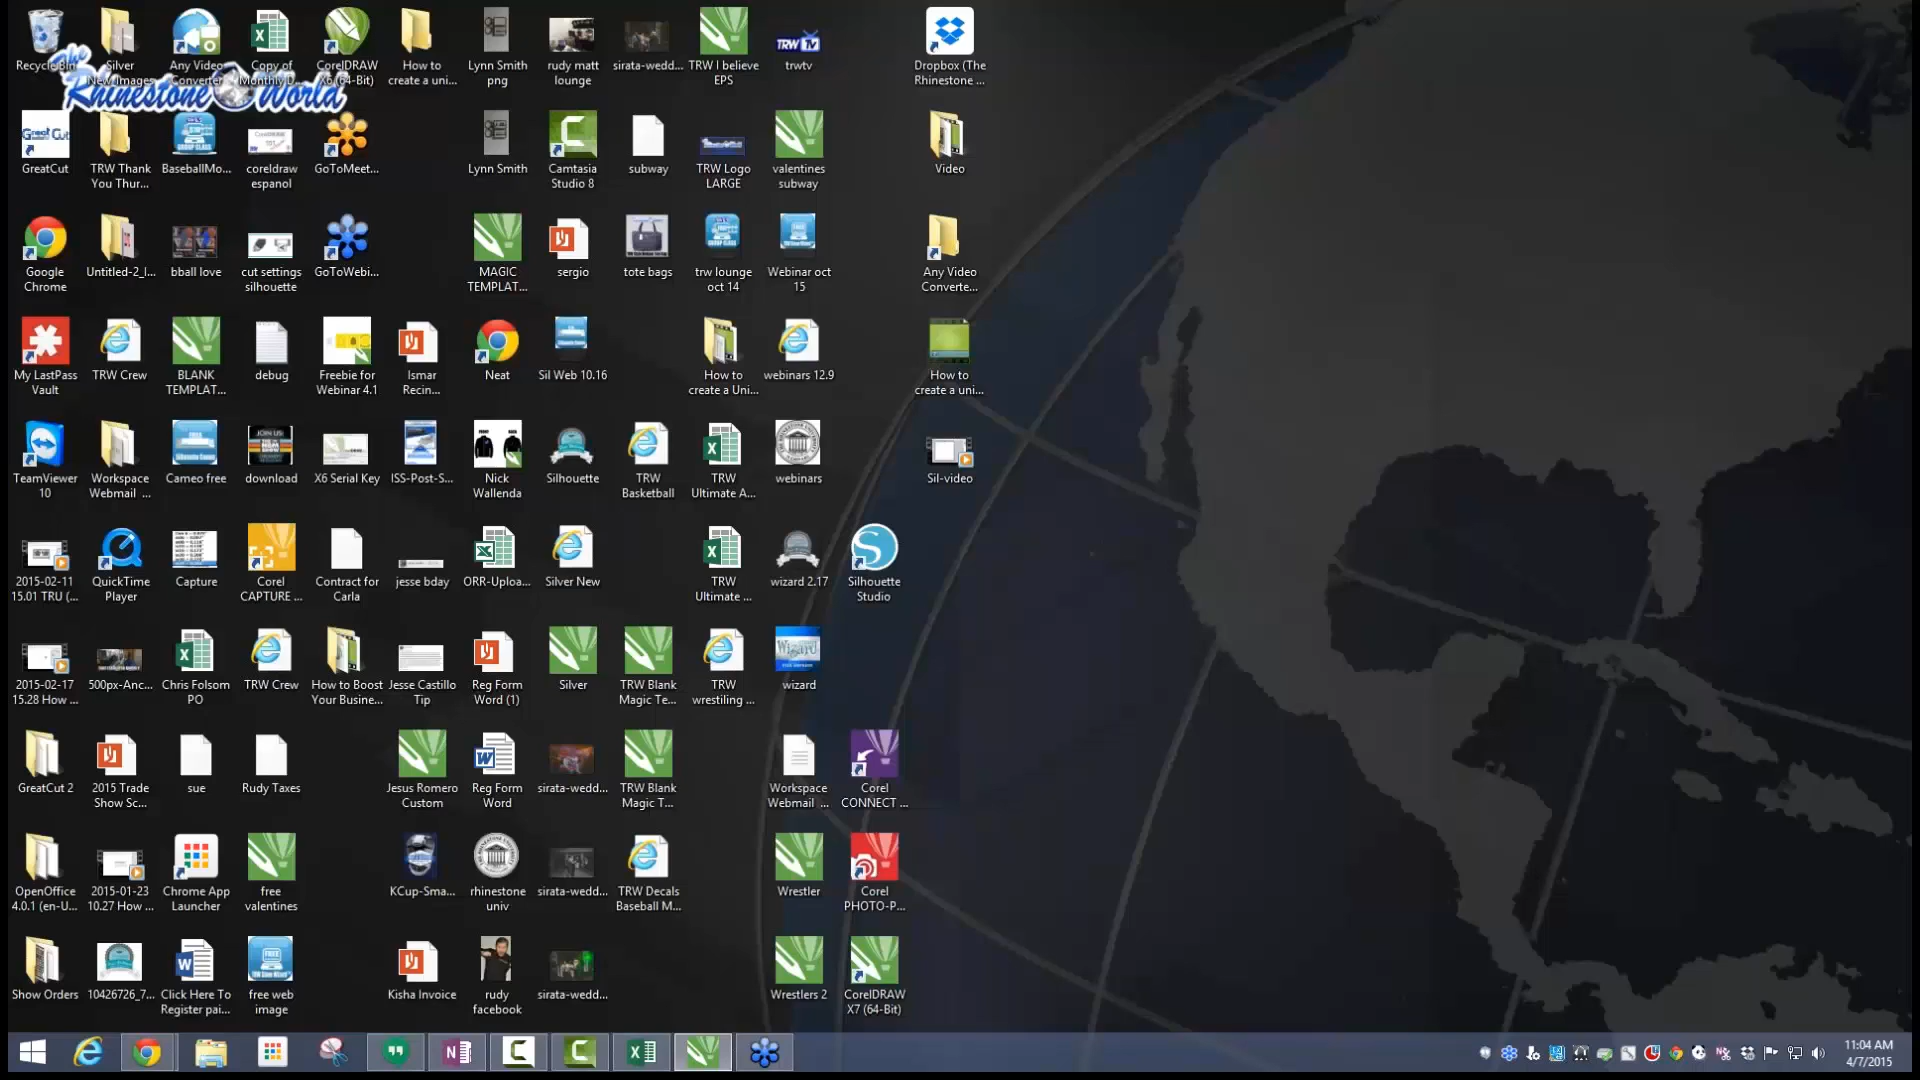 Recycle Bin
Silver
New Images
Any Video
Converter
Copy of
Monthly D...
CorelDRAW
X6 (64-Bit)
How to
create a uni...
Lynn Smith
png
rudy matt
lounge
sirata-wedd...
TRW I believe
EPS
TRW TV
trwtv
Dropbox (The
Rhinestone ...
The
Rhinestone World
Great Cut
GreatCut
TRW Thank
You Thur...
GROUP CLASS
BaseballMo...
coreldraw
espanol
GoToMeet...
Lynn Smith
Camtasia
Studio 8
subway
TRW Logo
LARGE
valentines
subway
Video
Google
Chrome
Untitled-2_I...
bball love
cut settings
silhouette
GoToWebi...
MAGIC
TEMPLAT...
sergio
tote bags
trw lounge
oct 14
Webinar oct
15
Any Video
Converte...
My LastPass
Vault
TRW Crew
BLANK
TEMPLAT...
debug
Freebie for
Webinar 4.1
Ismar
Recin...
Neat
Sil Web 10.16
How to
create a Uni...
webinars 12.9
How to
create a uni...
TeamViewer
10
Workspace
Webmail ...
Cameo free
JOIN US!
download
X6 Serial Key
ISS-Post-S...
Nick
Wallenda
Silhouette
TRW
Basketball
TRW
Ultimate A...
webinars
Sil-video
2015-02-11
15.01 TRU (...
QuickTime
Player
Capture
Corel
CAPTURE ...
Contract for
Carla
jesse bday
ORR-Uploa...
Silver New
TRW
Ultimate ...
wizard 2.17
Silhouette
Studio
2015-02-17
15.28 How ...
500px-Anc...
Chris Folsom
PO
TRW Crew
How to Boost
Your Busine...
Jesse Castillo
Tip
Reg Form
Word (1)
Silver
TRW Blank
Magic Te...
TRW
wrestiling ...
Wizard
wizard
GreatCut 2
2015 Trade
Show Sc...
sue
Rudy Taxes
Jesus Romero
Custom
Reg Form
Word
sirata-wedd...
TRW Blank
Magic T...
Workspace
Webmail ...
Corel
CONNECT ...
OpenOffice
4.0.1 (en-U...
2015-01-23
10.27 How ...
Chrome App
Launcher
free
valentines
KCup-Sma...
rhinestone
univ
sirata-wedd...
TRW Decals
Baseball M...
Wrestler
Corel
PHOTO-P...
Show Orders
10426726_7...
Click Here To
Register pai...
FREE
free web
image
Kisha Invoice
rudy
facebook
sirata-wedd...
Wrestlers 2
CorelDRAW
X7 (64-Bit)
11:04 AM
4/7/2015